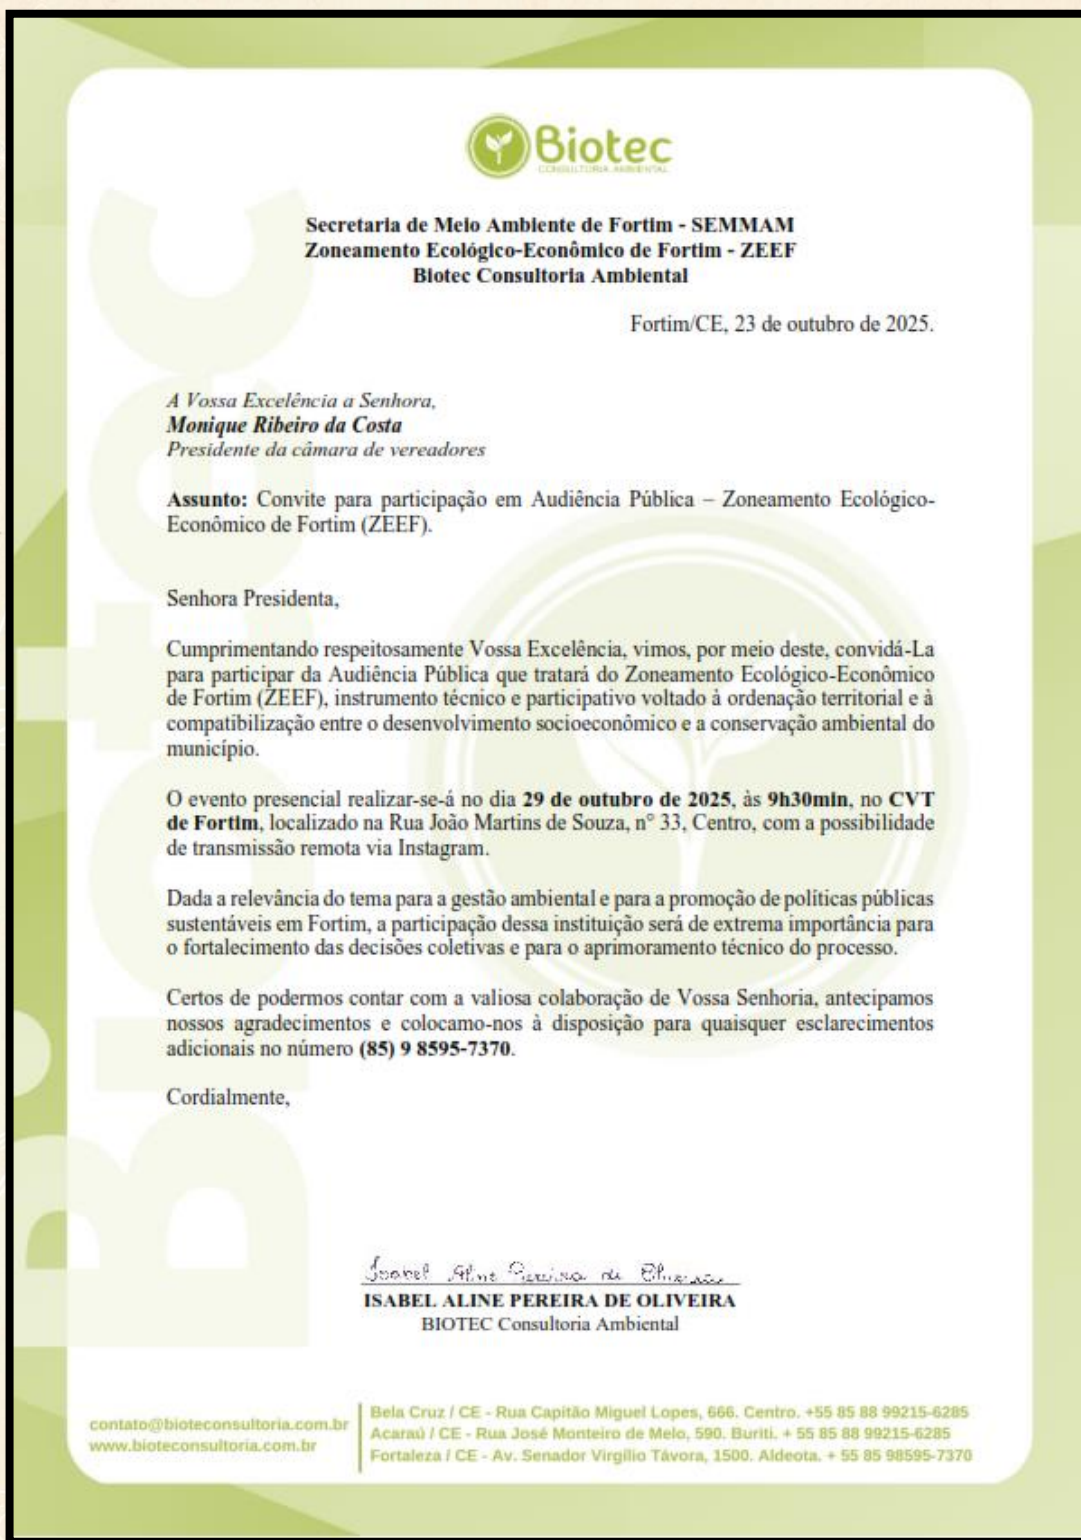 Biotec
CONSULTORIA AMBIENTAL
Secretaria de Meio Ambiente de Fortim - SEMMAM
Zoneamento Ecológico-Econômico de Fortim - ZEEF
Biotec Consultoria Ambiental
Fortim/CE, 23 de outubro de 2025.
A Vossa Excelência a Senhora,
Monique Ribeiro da Costa
Presidente da câmara de vereadores
Assunto: Convite para participação em Audiência Pública – Zoneamento Ecológico-
Econômico de Fortim (ZEEF).
Senhora Presidenta,
Cumprimentando respeitosamente Vossa Excelência, vimos, por meio deste, convidá-La
para participar da Audiência Pública que tratará do Zoneamento Ecológico-Econômico
de Fortim (ZEEF), instrumento técnico e participativo voltado à ordenação territorial e à
compatibilização entre o desenvolvimento socioeconômico e a conservação ambiental do
município.
O evento presencial realizar-se-á no dia 29 de outubro de 2025, às 9h30min, no CVT
de Fortim, localizado na Rua João Martins de Souza, n° 33, Centro, com a possibilidade
de transmissão remota via Instagram.
Dada a relevância do tema para a gestão ambiental e para a promoção de políticas públicas
sustentáveis em Fortim, a participação dessa instituição será de extrema importância para
o fortalecimento das decisões coletivas e para o aprimoramento técnico do processo.
Certos de podermos contar com a valiosa colaboração de Vossa Senhoria, antecipamos
nossos agradecimentos e colocamo-nos à disposição para quaisquer esclarecimentos
adicionais no número (85) 9 8595-7370.
Cordialmente,
Isabel Aline Pereira de Oliveira
ISABEL ALINE PEREIRA DE OLIVEIRA
BIOTEC Consultoria Ambiental
contato@bioteconsultoria.com.br
www.bioteconsultoria.com.br
Bela Cruz / CE - Rua Capitão Miguel Lopes, 666. Centro. +55 85 88 99215-6285
Acaraú / CE - Rua José Monteiro de Melo, 590. Buriti. + 55 85 88 99215-6285
Fortaleza / CE - Av. Senador Virgílio Távora, 1500. Aldeota. + 55 85 98595-7370
Biotec